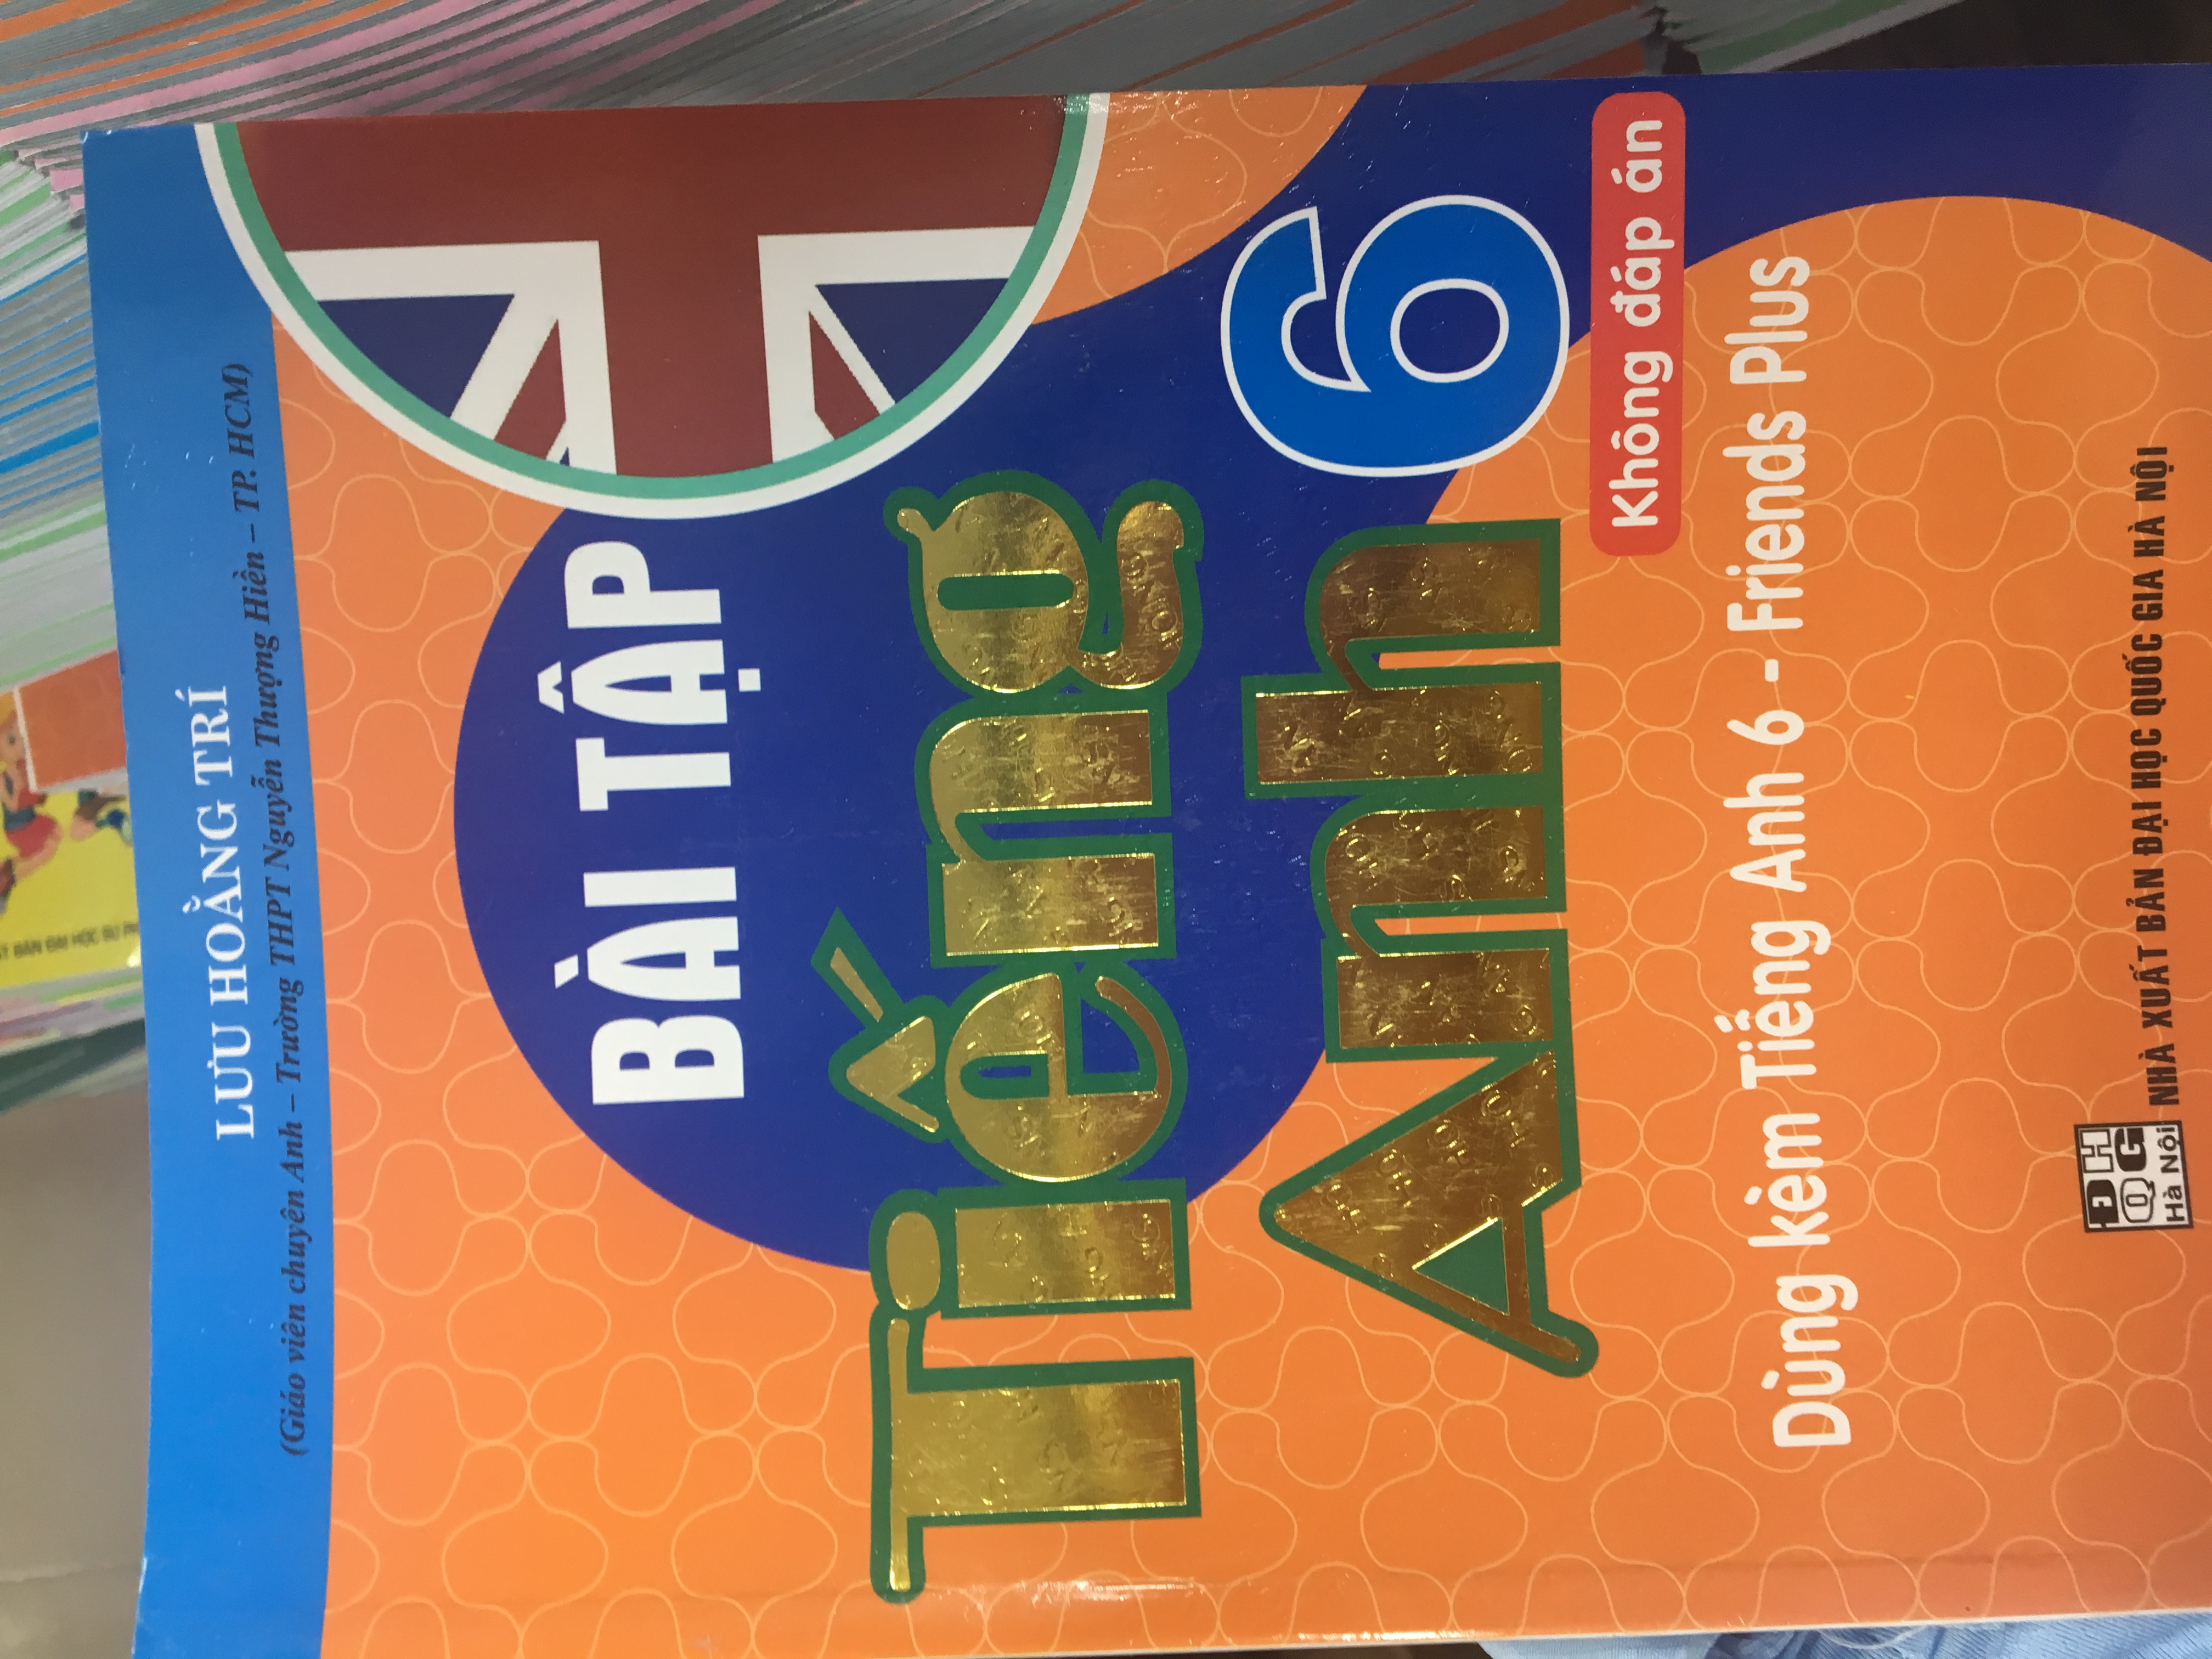 LƯU HOẰNG TRÍ
(Giáo viên chuyên Anh – Trường THPT Nguyễn Thượng Hiền – TP. HCM)
BÀI TẬP
Tiếng
Anh 6
Không đáp án
Dùng kèm Tiếng Anh 6 - Friends Plus
ĐH
QG
Hà Nội
NHÀ XUẤT BẢN ĐẠI HỌC QUỐC GIA HÀ NỘI